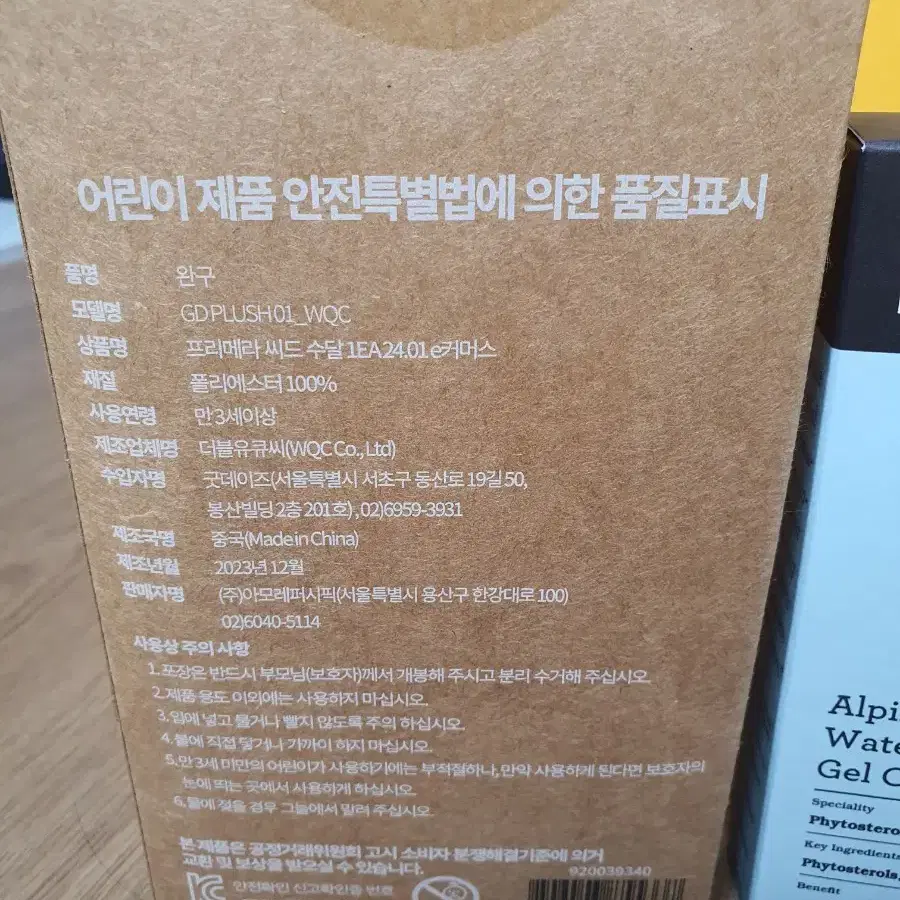 어린이 제품 안전특별법에 의한 품질표시
품명 완구
모델명 GD PLUSH 01_WQC
상품명 프리메라 씨드 수달 1EA 24.01 e커머스
재질 폴리에스터 100%
사용연령 만 3세이상
제조업체명 더블유큐씨(WQC Co., Ltd)
수입자명 굿데이즈(서울특별시 서초구 동산로 19길 50,
봉산빌딩 2층 201호), 02)6959-3931
제조국명 중국(Made in China)
제조년월 2023년 12월
판매자명 (주)아모레퍼시픽(서울특별시 용산구 한강대로 100)
02)6040-5114
사용상 주의 사항
1. 포장은 반드시 부모님(보호자)께서 개봉해 주시고 분리 수거해 주십시오.
2. 제품 용도 이외에는 사용하지 마십시오.
3. 입에 넣고 물거나 빨지 않도록 주의 하십시오.
4. 불에 직접 닿거나 가까이 하지 마십시오.
5. 만 3세 미만의 어린이가 사용하기에는 부적절하나, 만약 사용하게 된다면 보호자의
눈에 띄는 곳에서 사용하게 하십시오.
6. 물에 젖을 경우 그늘에서 말려 주십시오.
본 제품은 공정거래위원회 고시 소비자 분쟁해결기준에 의거
교환 및 보상을 받으실 수 있습니다.
920039340
안전확인 신고확인증 번호
Alpi
Wate
Gel C
Speciality
Phytosterol
Key Ingredients
Phytosterols,
Benefit